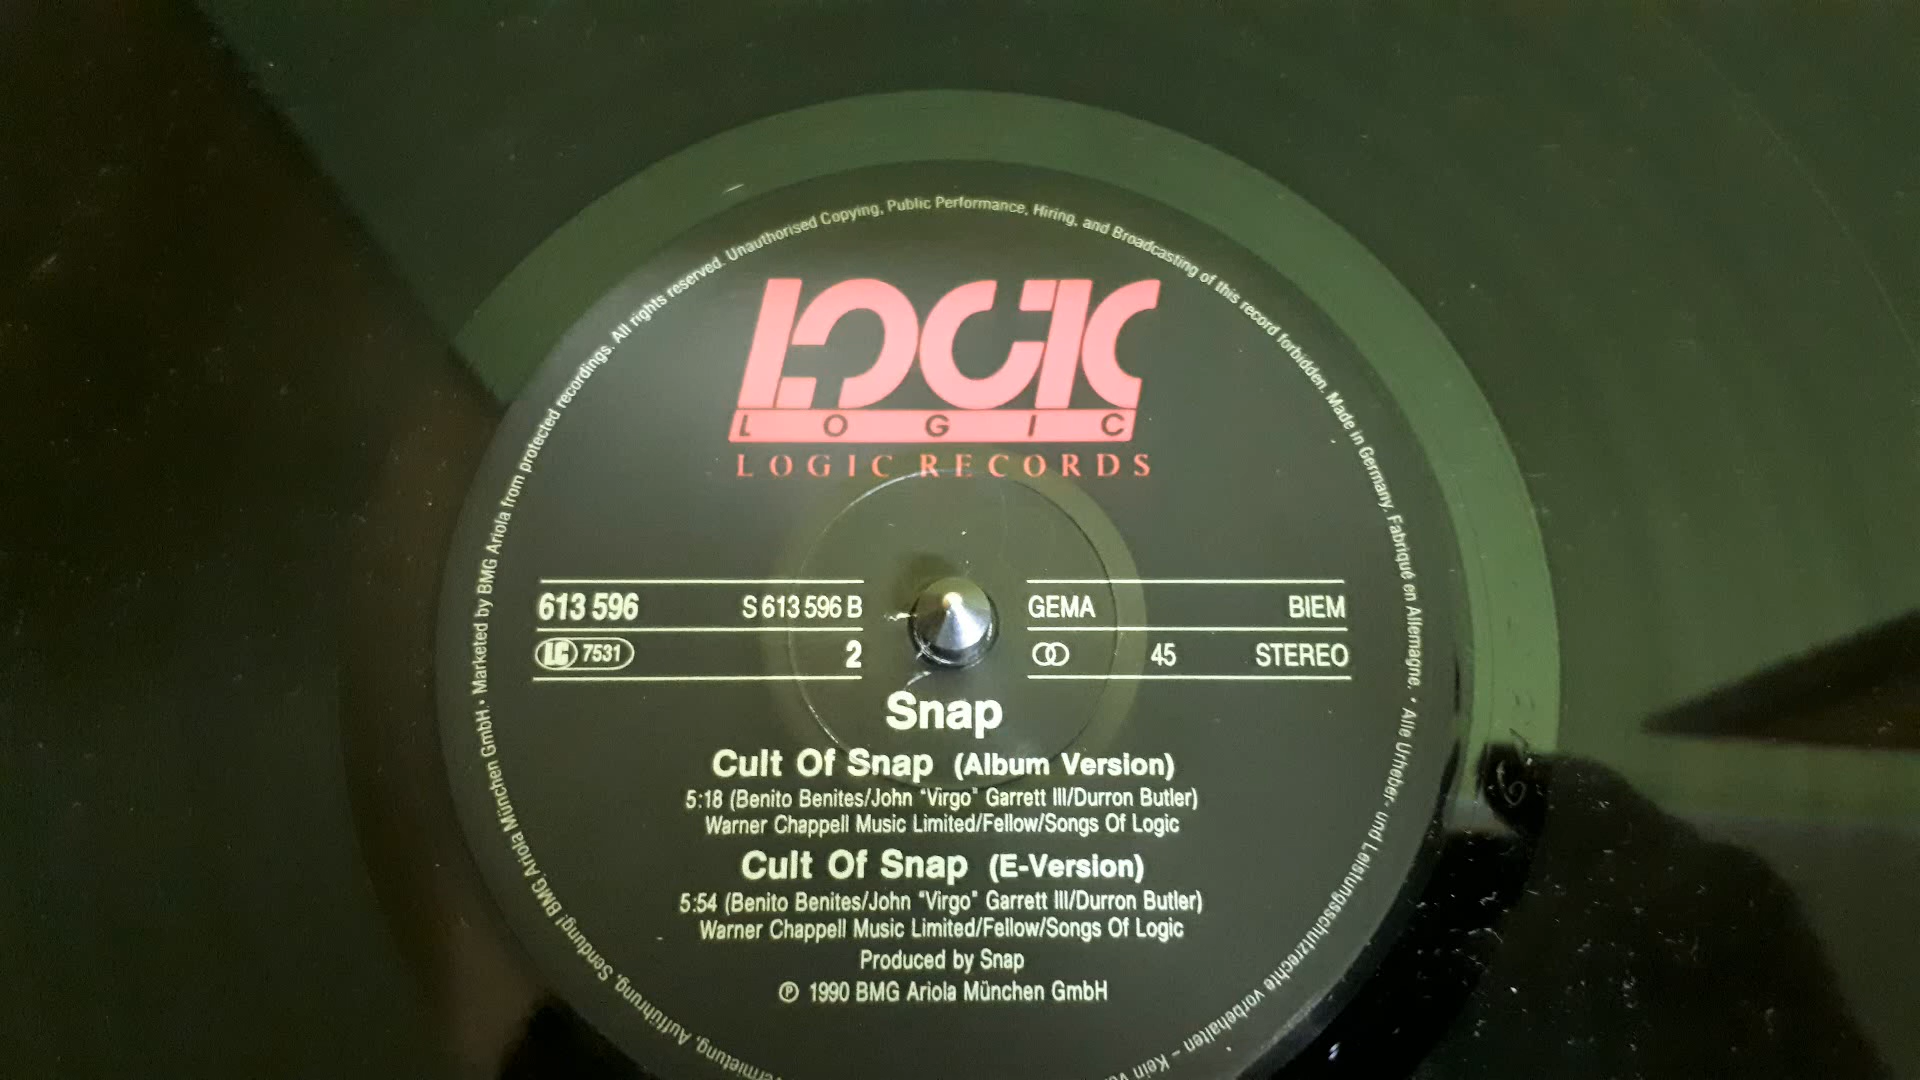 LOGIC
LOGIC
LOGIC RECORDS
613 596 S 613 596 B
LC 7531 2
GEMA BIEM
45 STEREO
Snap
Cult Of Snap (Album Version)
5:18 (Benito Benites/John "Virgo" Garrett III/Durron Butler)
Warner Chappell Music Limited/Fellow/Songs Of Logic
Cult Of Snap (E-Version)
5:54 (Benito Benites/John "Virgo" Garrett III/Durron Butler)
Warner Chappell Music Limited/Fellow/Songs Of Logic
Produced by Snap
℗ 1990 BMG Ariola München GmbH
Aufführung, Sendung! BMG Ariola München GmbH. • Marketed by BMG Ariola from protected recordings. All rights reserved. Unauthorised Copying, Public Performance, Hiring, and Broadcasting of this record forbidden. Made in Germany. Fabriqué en Allemagne. • Alle Urheber- und Leistungsschutzrechte vorbehalten – Kein